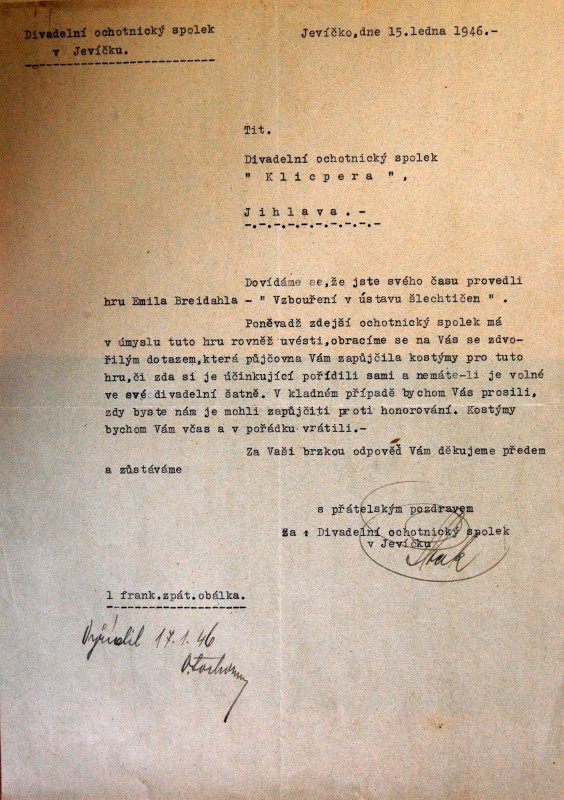 Divadelní ochotnický spolek
v Jevíčku.
Jevíčko,dne 15.ledna 1946.-
Tit.
Divadelní ochotnický spolek
" K l i c p e r a " ,
J i h l a v a . -
Dovídáme se,že jste svého času provedli
hru Emila Breidahla - " Vzbouření v ústavu šlechtičen " .
Poněvadž zdejší ochotnický spolek má
v úmyslu tuto hru rovněž uvésti,obracíme se na Vás se zdvo-
řilým dotazem,která půjčovna Vám zapůjčila kostýmy pro tuto
hru,či zda si je účinkující pořídili sami a nemáte-li je volné
ve své divadelní šatně. V kladném případě bychom Vás prosili,
zdy byste nám je mohli zapůjčiti proti honorování. Kostýmy
bychom Vám včas a v pořádku vrátili.-
Za Vaši brzkou odpověď Vám děkujeme předem
a zůstáváme
s přátelským pozdravem
Za : Divadelní ochotnický spolek
v Jevíčku
1 frank.zpát.obálka.
Vyřídil 17.1.46